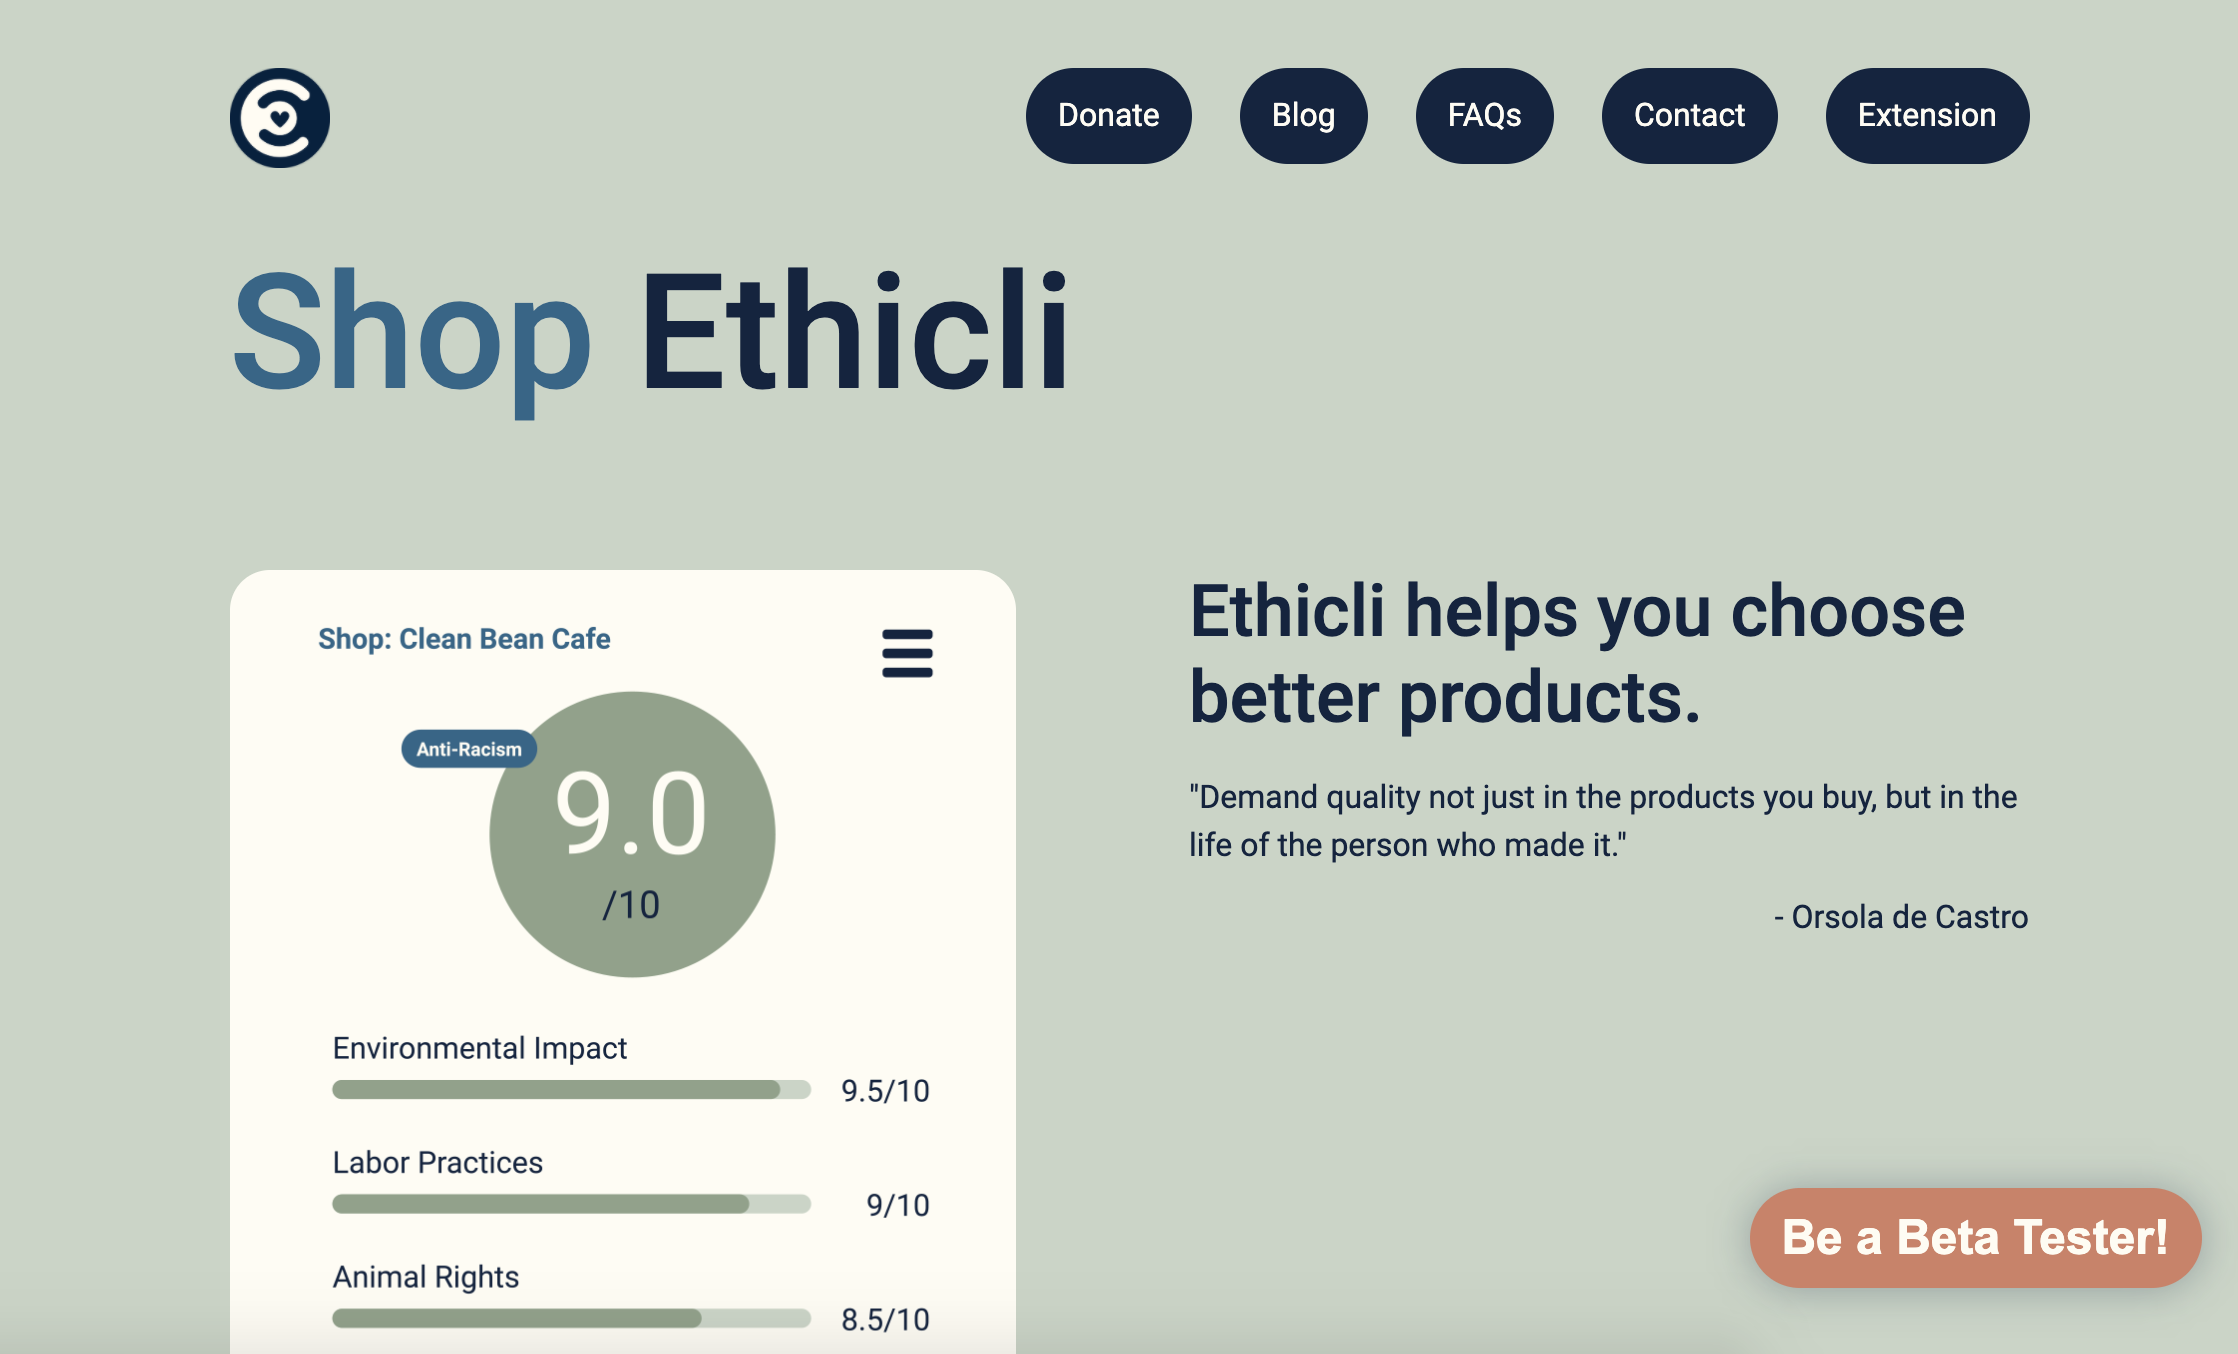 Donate
Blog
FAQs
Contact
Extension
Shop Ethicli
Shop: Clean Bean Cafe
Anti-Racism
9.0
/10
Environmental Impact
9.5/10
Labor Practices
9/10
Animal Rights
8.5/10
Ethicli helps you choose
better products.
"Demand quality not just in the products you buy, but in the
life of the person who made it."
- Orsola de Castro
Be a Beta Tester!